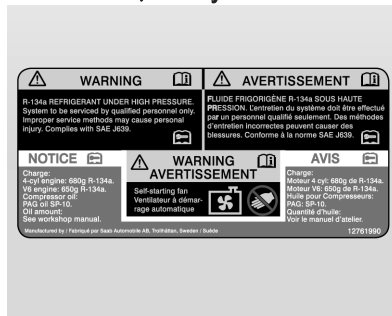 WARNING
R-134a REFRIGERANT UNDER HIGH PRESSURE.
System to be serviced by qualified personnel only.
Improper service methods may cause personal
injury. Complies with SAE J639.
AVERTISSEMENT
FLUIDE FRIGORIGÈNE R-134a SOUS HAUTE
PRESSION. L'entretien du système doit être effectué
par un personnel qualifié seulement. Des méthodes
d'entretien incorrectes peuvent causer des
blessures. Conforme à la norme SAE J639.
NOTICE
Charge:
4-cyl engine: 680g R-134a.
V6 engine: 650g R-134a.
Compressor oil:
PAG oil SP-10.
Oil amount:
See workshop manual.
WARNING
AVERTISSEMENT
Self-starting fan
Ventilateur à démar-
rage automatique
AVIS
Charge:
Moteur 4 cyl: 680g de R-134a.
Moteur V6: 650g de R-134a.
Huile pour Compresseurs:
PAG: SP-10.
Quantité d'huile:
Voir le manuel d'atelier.
Manufactured by / Fabriqué par Saab Automobile AB, Trollhättan, Sweden / Suède
12761990